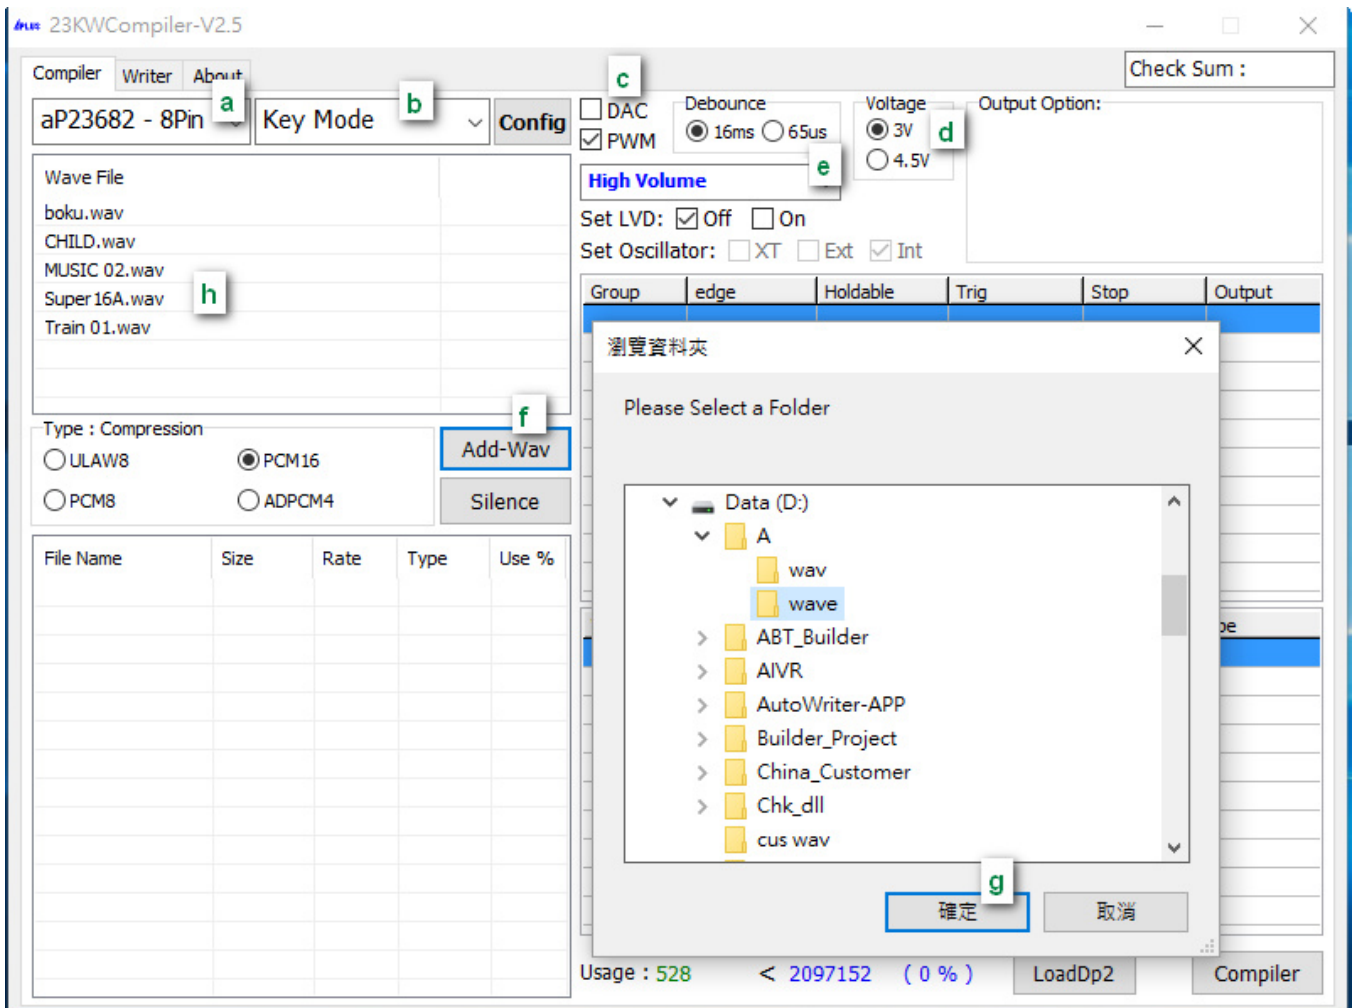 APLUS 23KWCompiler-V2.5
Compiler Writer About
Check Sum :
a
b
c
aP23682 - 8Pin
Key Mode
Config
DAC
PWM
Debounce
16ms 65us
Voltage
3V
4.5V
d
Output Option:
e
High Volume
Set LVD: Off On
Set Oscillator: XT Ext Int
Wave File
boku.wav
CHILD.wav
MUSIC 02.wav
Super16A.wav
Train 01.wav
h
Group edge Holdable Trig Stop Output
f
Type : Compression
ULAW8 PCM16
PCM8 ADPCM4
Add-Wav
Silence
File Name Size Rate Type Use %
瀏覽資料夾
Please Select a Folder
Data (D:)
A
wav
wave
ABT_Builder
AIVR
AutoWriter-APP
Builder_Project
China_Customer
Chk_dll
cus wav
g
確定 取消
Usage : 528 < 2097152 ( 0 % )
LoadDp2
Compiler